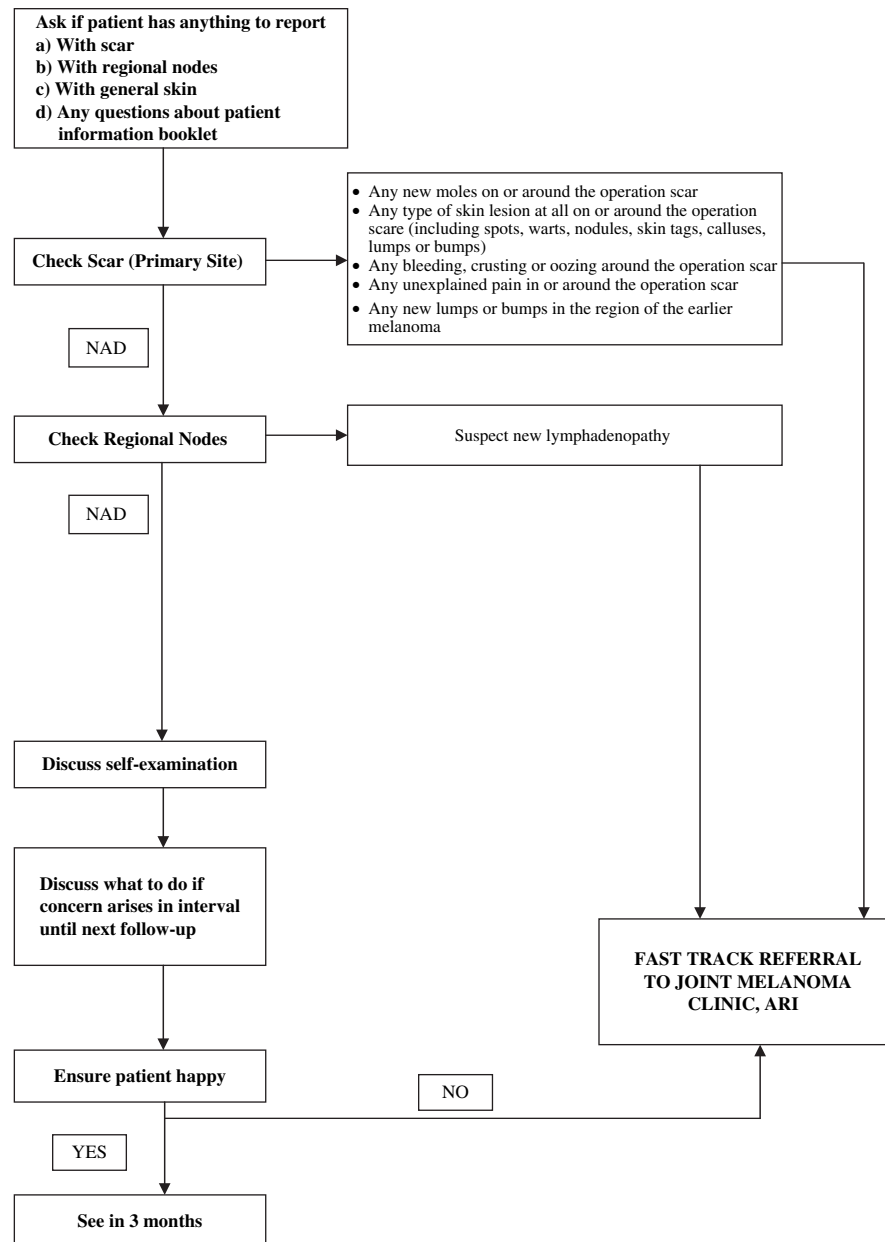 Ask if patient has anything to report
a) With scar
b) With regional nodes
c) With general skin
d) Any questions about patient
information booklet
• Any new moles on or around the operation scar
• Any type of skin lesion at all on or around the operation
scare (including spots, warts, nodules, skin tags, calluses,
lumps or bumps)
• Any bleeding, crusting or oozing around the operation scar
• Any unexplained pain in or around the operation scar
• Any new lumps or bumps in the region of the earlier
melanoma
Check Scar (Primary Site)
NAD
Check Regional Nodes
Suspect new lymphadenopathy
NAD
Discuss self-examination
Discuss what to do if
concern arises in interval
until next follow-up
FAST TRACK REFERRAL
TO JOINT MELANOMA
CLINIC, ARI
Ensure patient happy
NO
YES
See in 3 months